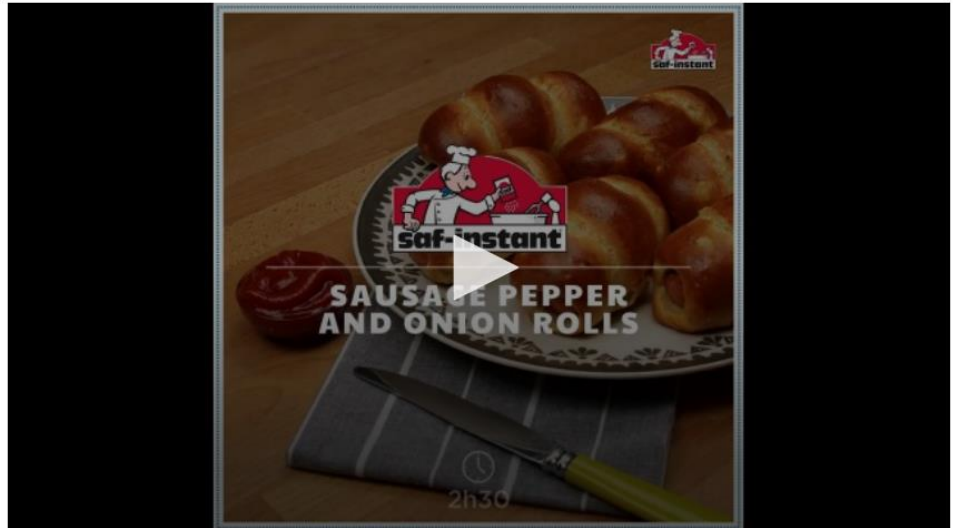 saf-instant
saf-instant
SAUSAGE PEPPER
AND ONION ROLLS
2h30